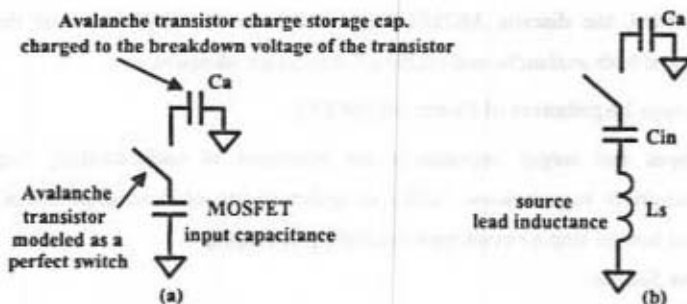 Avalanche transistor charge storage cap.
charged to the breakdown voltage of the transistor
Ca
Avalanche
transistor
modeled as a
perfect switch
MOSFET
input capacitance
(a)
Ca
Cin
source
lead inductance
Ls
(b)